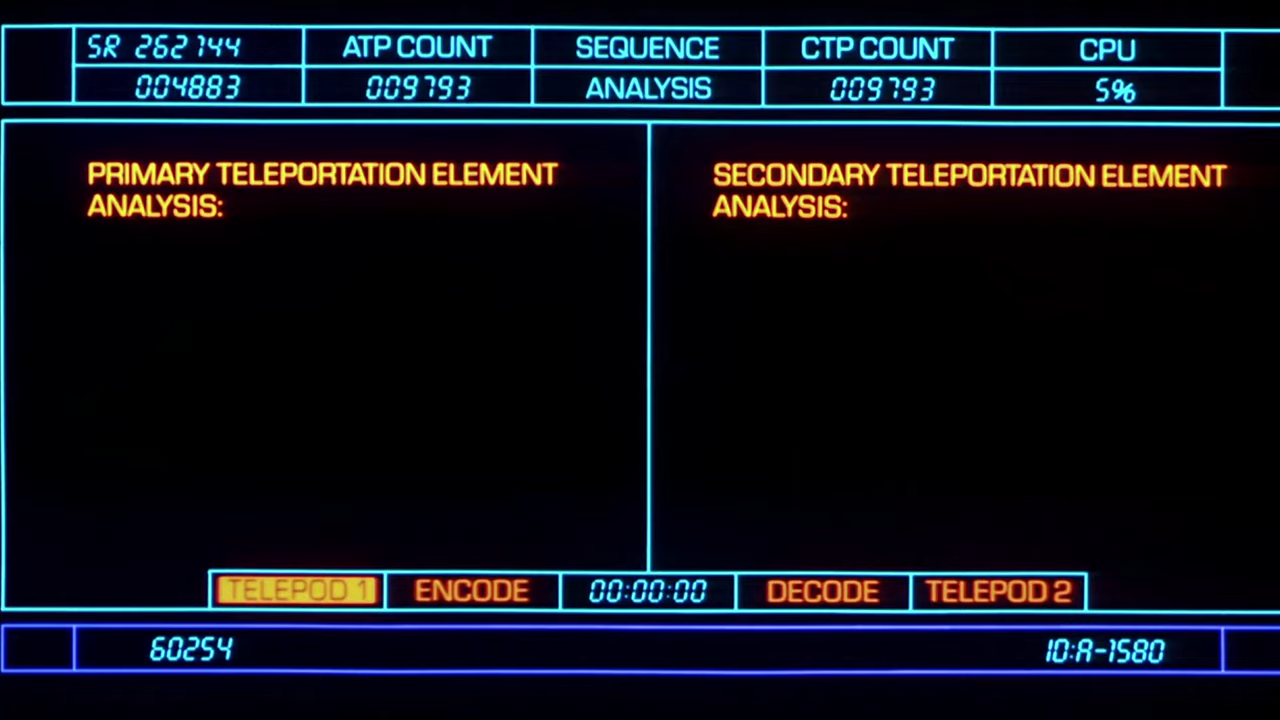 SR 262144 ATP COUNT SEQUENCE CTP COUNT CPU
004883 009793 ANALYSIS 009793 5%
PRIMARY TELEPORTATION ELEMENT
ANALYSIS:
SECONDARY TELEPORTATION ELEMENT
ANALYSIS:
TELEPOD 1 ENCODE 00:00:00 DECODE TELEPOD 2
60254 10:A-1580